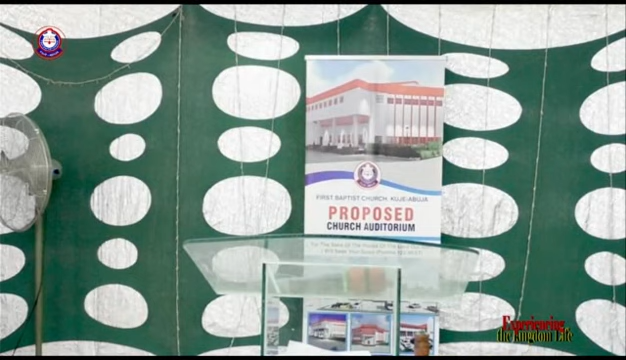 FIRST BAPTIST CHURCH, KUJE-ABUJA
PROPOSED
CHURCH AUDITORIUM
Experiencing
the kingdom Life